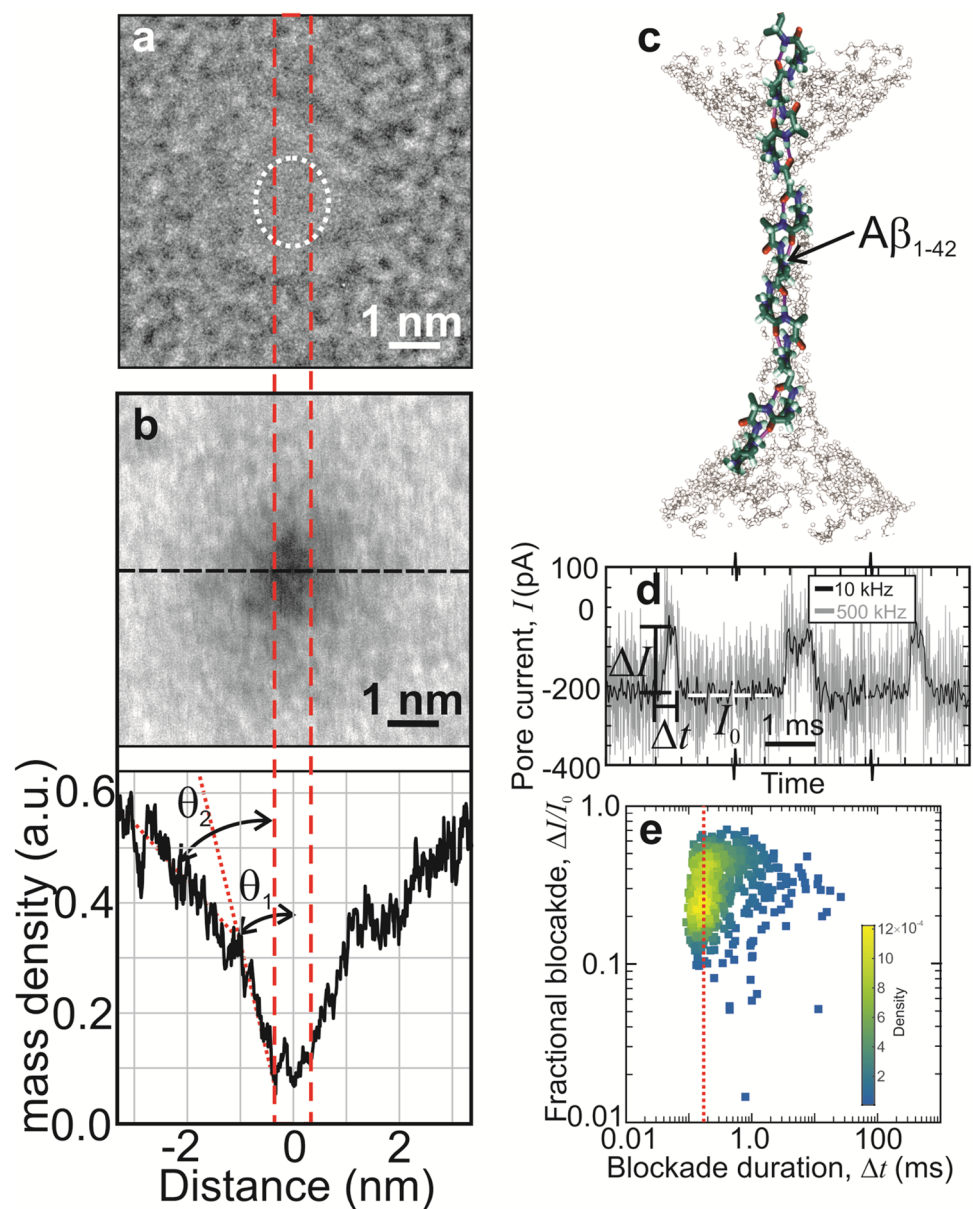 a
1 nm
b
1 nm
mass density (a.u.)
0.6
0.4
0.2
0.0
θ2
θ1
-2
0
2
Distance (nm)
c
Aβ1-42
Pore current, I (pA)
100
0
-200
-400
d
10 kHz
500 kHz
ΔI
Δt
I0
1 ms
Time
Fractional blocakde, ΔI/I0
1.0
0.1
0.01
e
12×10-4
10
8
6
4
2
Density
0.01
0.1
1.0
100
Blockade duration, Δt (ms)